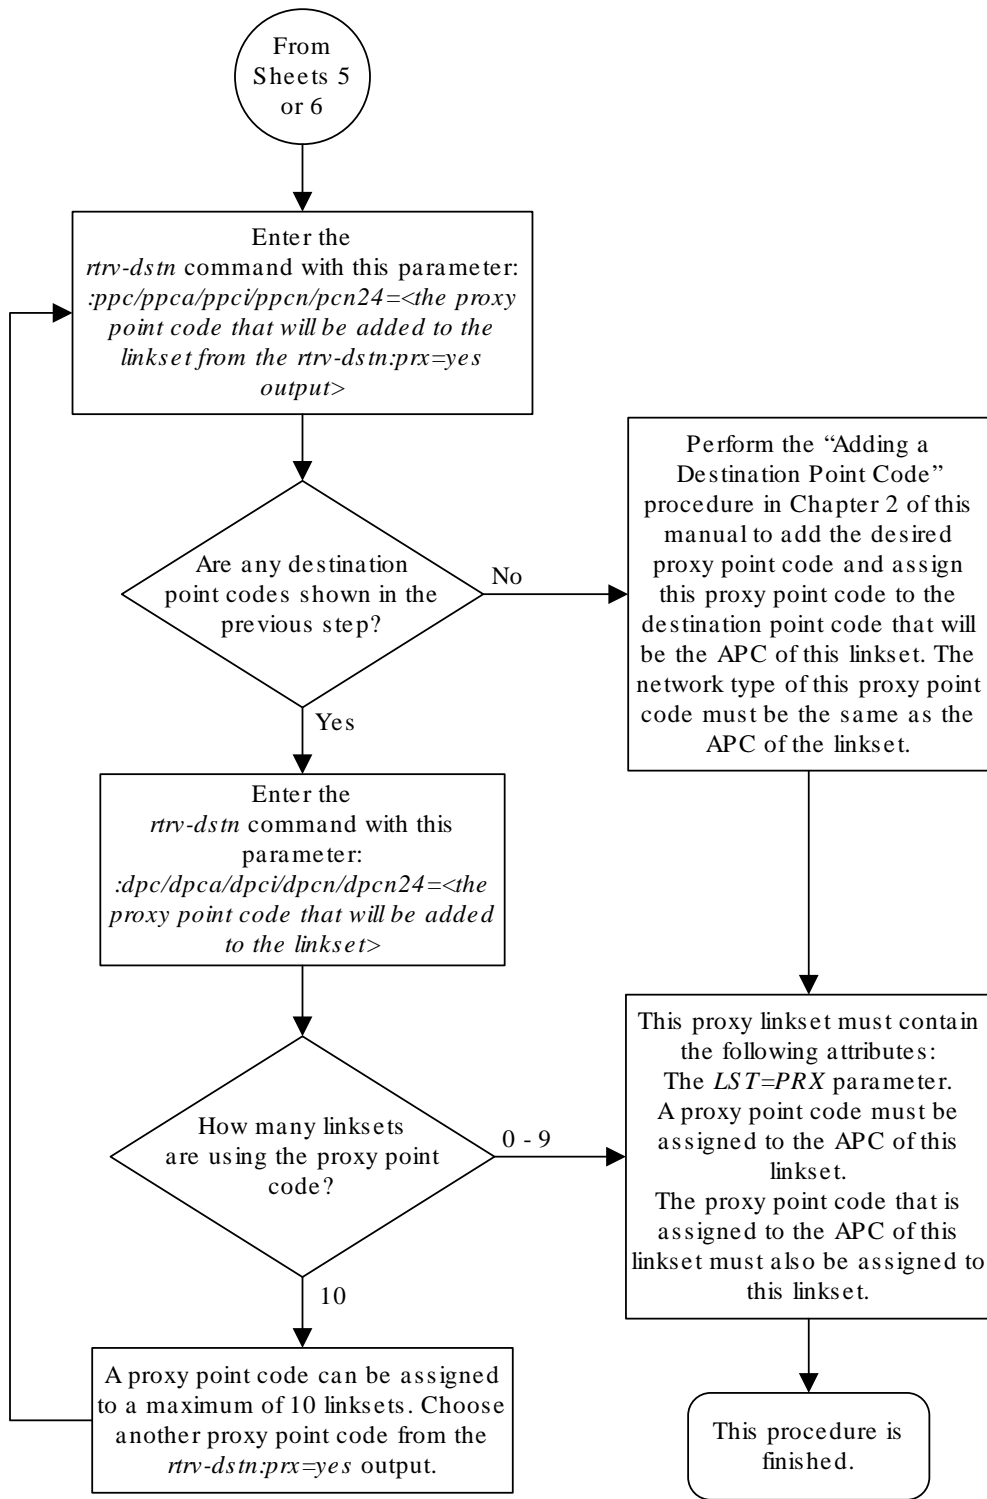 From
Sheets 5
or 6
Enter the
rtrv-dstn command with this parameter:
:ppc/ppca/ppci/ppcn/pcn24=<the proxy
point code that will be added to the
linkset from the rtrv-dstn:prx=yes
output>
Are any destination
point codes shown in the
previous step?
No
Yes
Perform the “Adding a
Destination Point Code”
procedure in Chapter 2 of this
manual to add the desired
proxy point code and assign
this proxy point code to the
destination point code that will
be the APC of this linkset. The
network type of this proxy point
code must be the same as the
APC of the linkset.
Enter the
rtrv-dstn command with this
parameter:
:dpc/dpca/dpci/dpcn/dpcn24=<the
proxy point code that will be added
to the linkset>
How many linksets
are using the proxy point
code?
0 - 9
10
This proxy linkset must contain
the following attributes:
The LST=PRX parameter.
A proxy point code must be
assigned to the APC of this
linkset.
The proxy point code that is
assigned to the APC of this
linkset must also be assigned to
this linkset.
A proxy point code can be assigned
to a maximum of 10 linksets. Choose
another proxy point code from the
rtrv-dstn:prx=yes output.
This procedure is
finished.